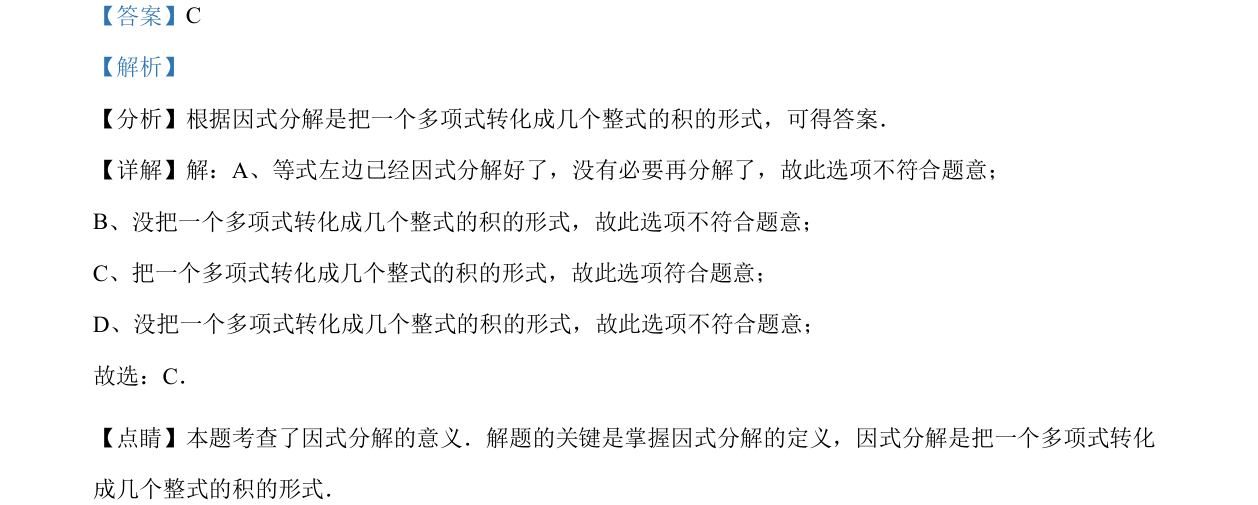 【答案】C
【解析】
【分析】根据因式分解是把一个多项式转化成几个整式的积的形式，可得答案．
【详解】解：A、等式左边已经因式分解好了，没有必要再分解了，故此选项不符合题意；
B、没把一个多项式转化成几个整式的积的形式，故此选项不符合题意；
C、把一个多项式转化成几个整式的积的形式，故此选项符合题意；
D、没把一个多项式转化成几个整式的积的形式，故此选项不符合题意；
故选：C．
【点睛】本题考查了因式分解的意义．解题的关键是掌握因式分解的定义，因式分解是把一个多项式转化
成几个整式的积的形式．